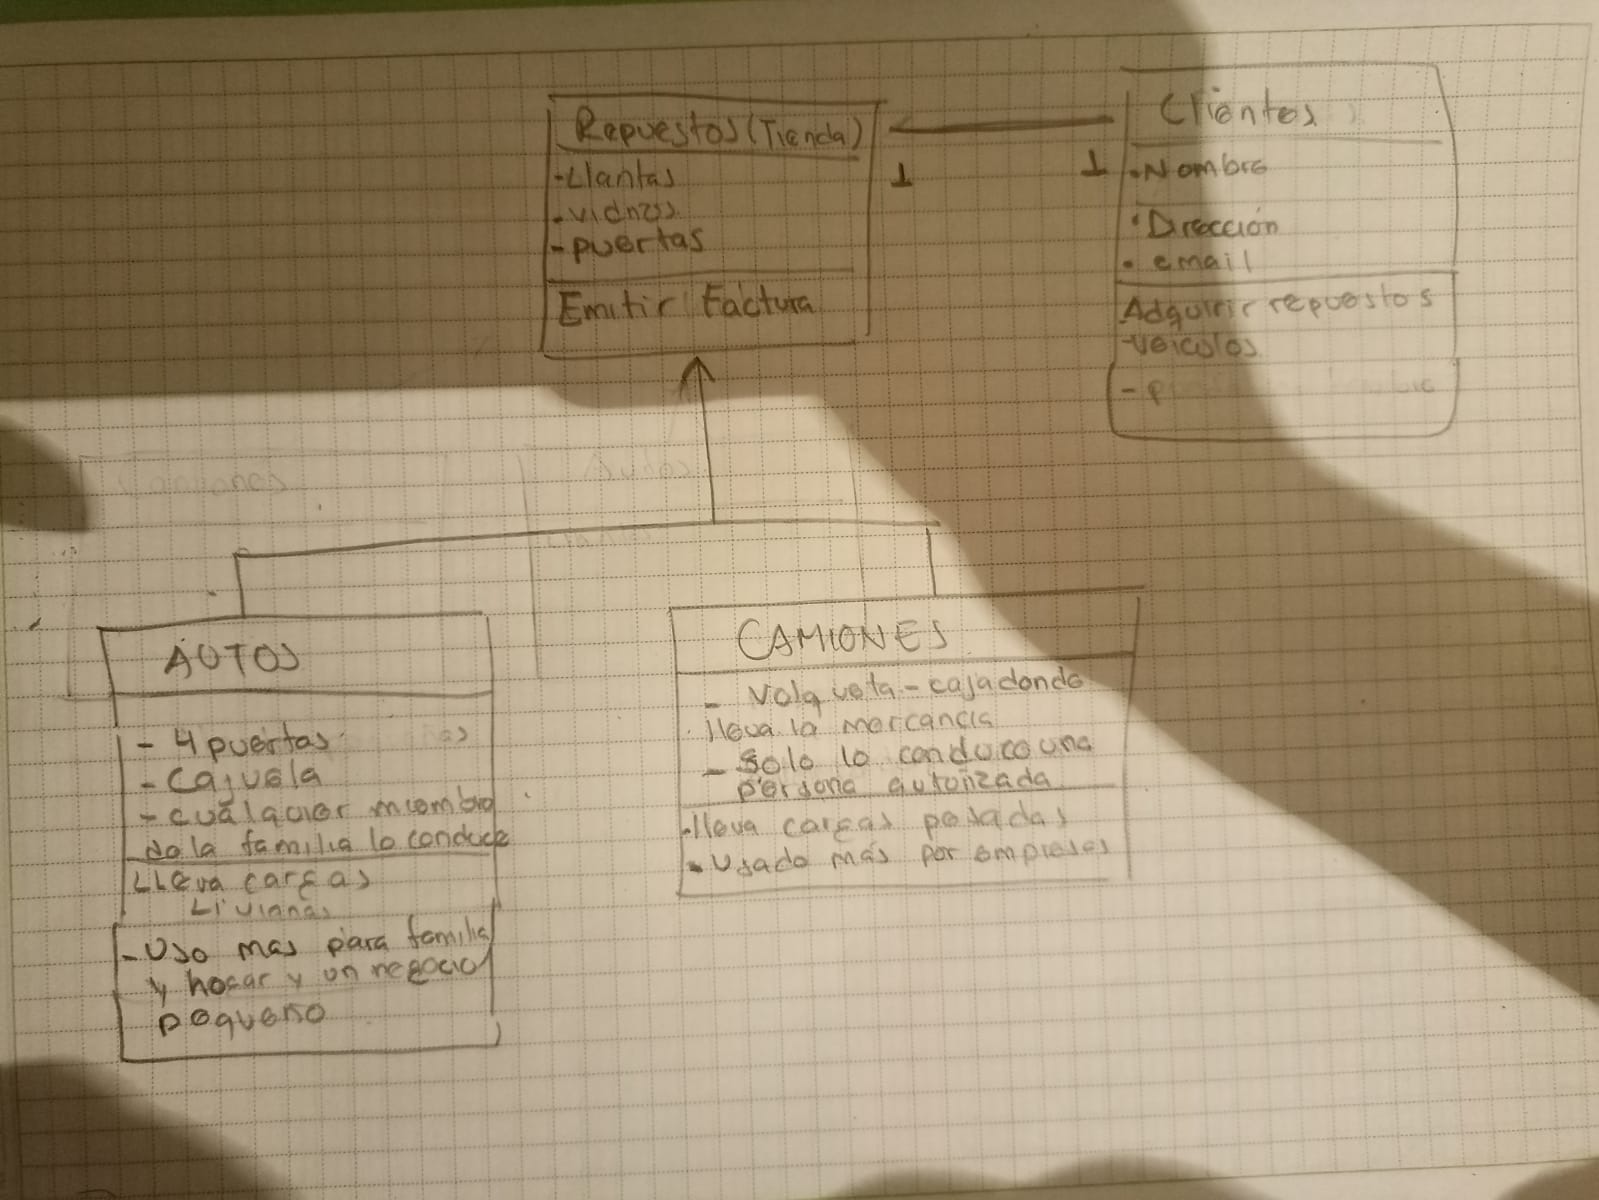 Repuestos (Tienda)
-Llantas
-vidrios
-puertas
Emitir Factura
1
1
Clientes
•Nombre
•Dirección
• email
Adquirir repuestos
-veiculos
- p
AUTOS
- 4 puertas
- cajuela
- cualquier miembro
de la familia lo conduce
LLeva cargas
Livianas
- Uso mas para familia
y hogar y un negocio
pequeño
CAMIONES
- Volqueta - caja donde
lleva la mercancia
- Solo lo conduce una
persona autorizada
-lleva cargas pesadas
- Usado más por empresas
Camiones